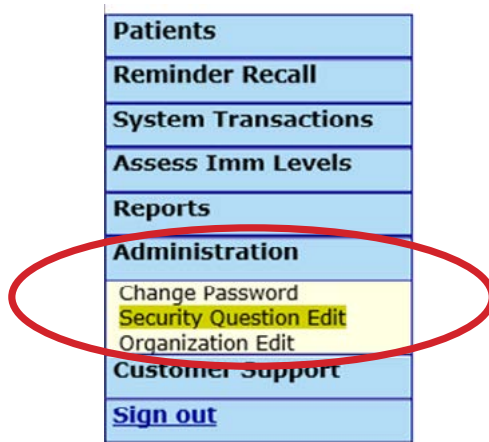 Patients
Reminder Recall
System Transactions
Assess Imm Levels
Reports
Administration
Change Password
Security Question Edit
Organization Edit
Customer Support
Sign out